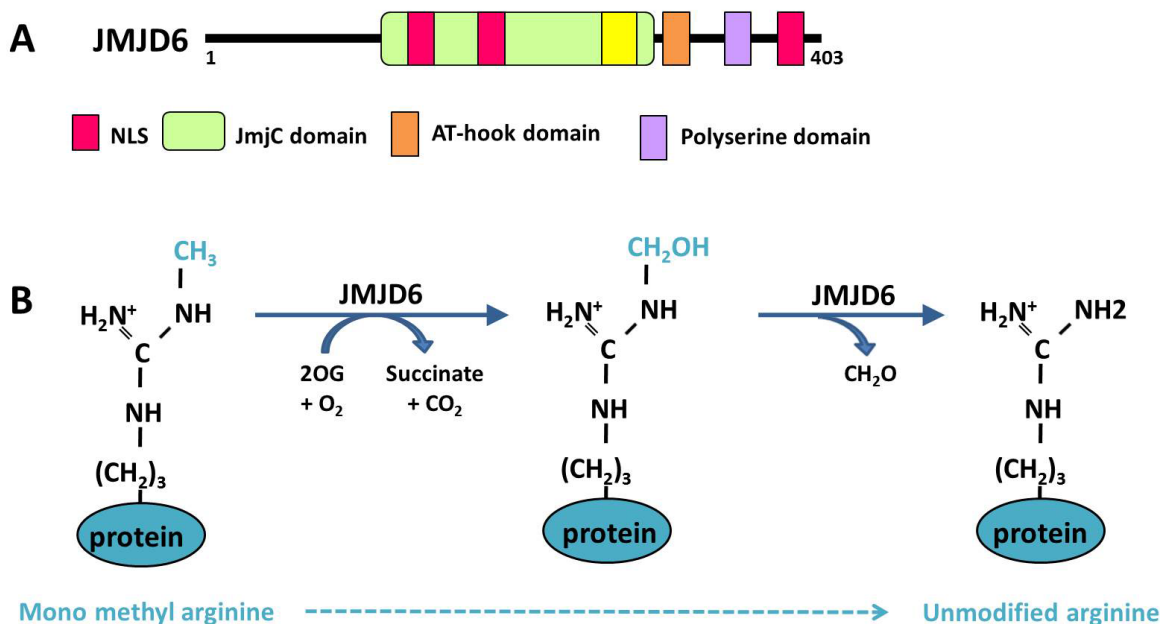 A
JMJD6
1
403
NLS
JmjC domain
AT-hook domain
Polyserine domain
B
CH₃
H₂N⁺
NH
C
NH
(CH₂)₃
protein
JMJD6
2OG
+ O₂
Succinate
+ CO₂
CH₂OH
H₂N⁺
NH
C
NH
(CH₂)₃
protein
JMJD6
CH₂O
H₂N⁺
NH2
C
NH
(CH₂)₃
protein
Mono methyl arginine
Unmodified arginine